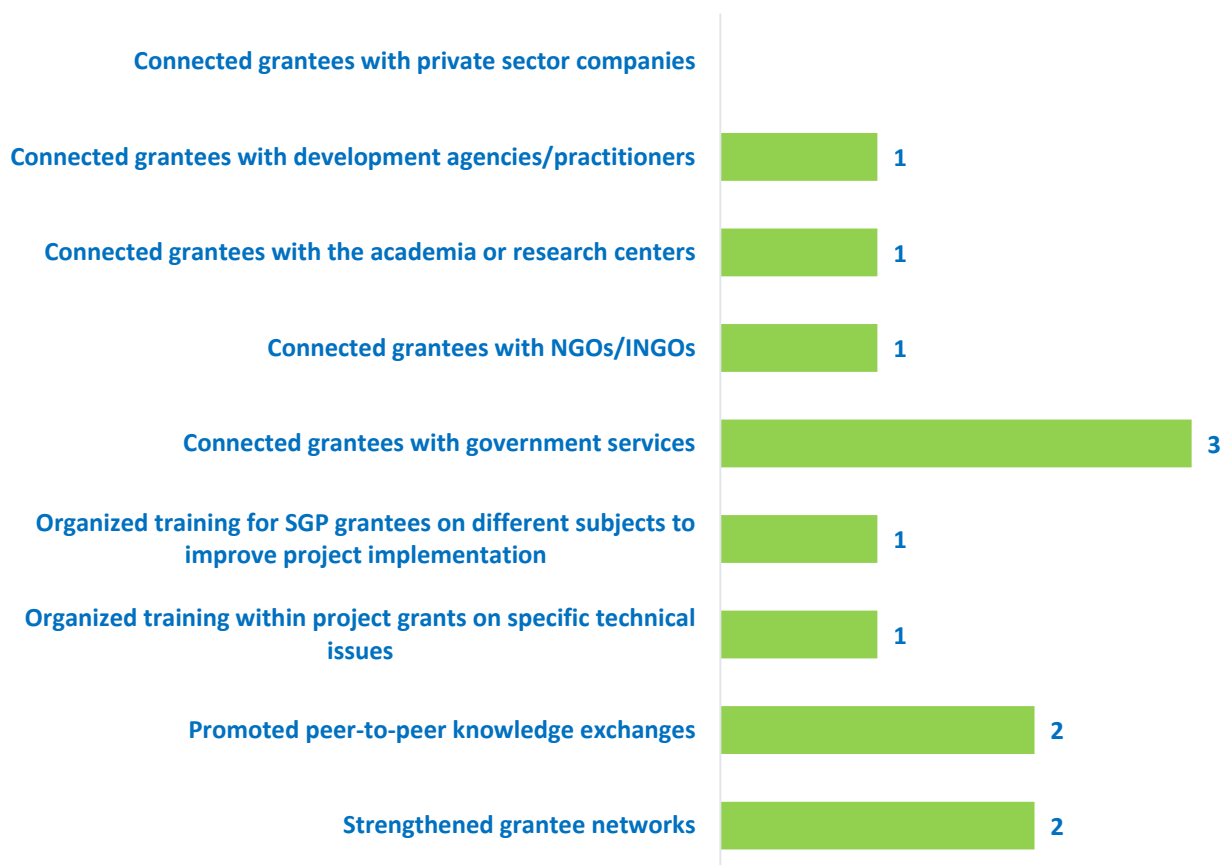 Connected grantees with private sector companies
Connected grantees with development agencies/practitioners
1
Connected grantees with the academia or research centers
1
Connected grantees with NGOs/INGOs
1
Connected grantees with government services
3
Organized training for SGP grantees on different subjects to
improve project implementation
1
Organized training within project grants on specific technical
issues
1
Promoted peer-to-peer knowledge exchanges
2
Strengthened grantee networks
2